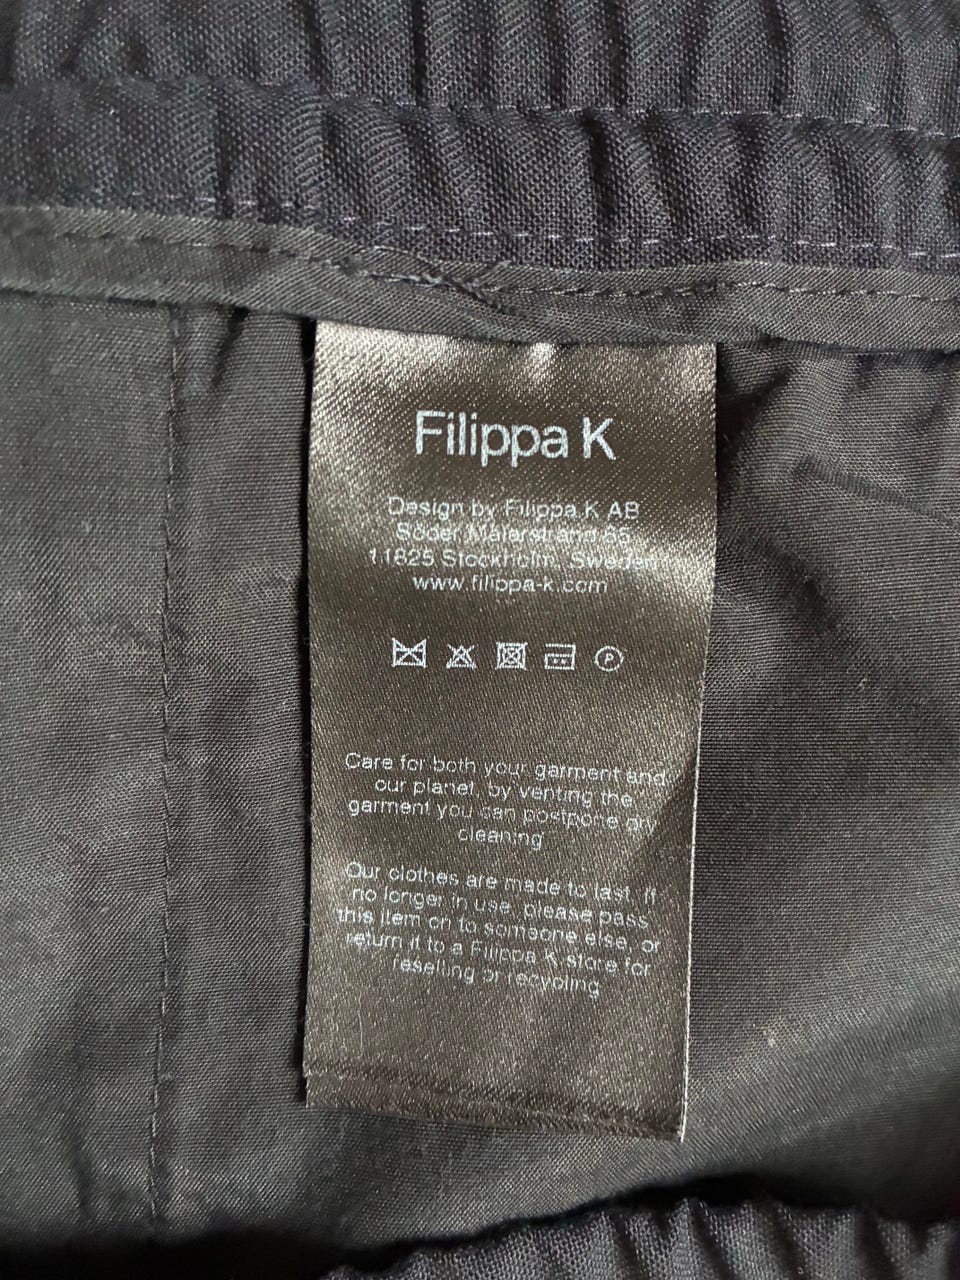 Filippa K
Design by Filippa K AB
Söder Mälarstrand 65
11825 Stockholm, Sweden
www.filippa-k.com
P
Care for both your garment and
our planet, by venting the
garment you can postpone dry
cleaning
Our clothes are made to last. If
no longer in use, please pass
this item on to someone else, or
return it to a Filippa K store for
reselling or recycling